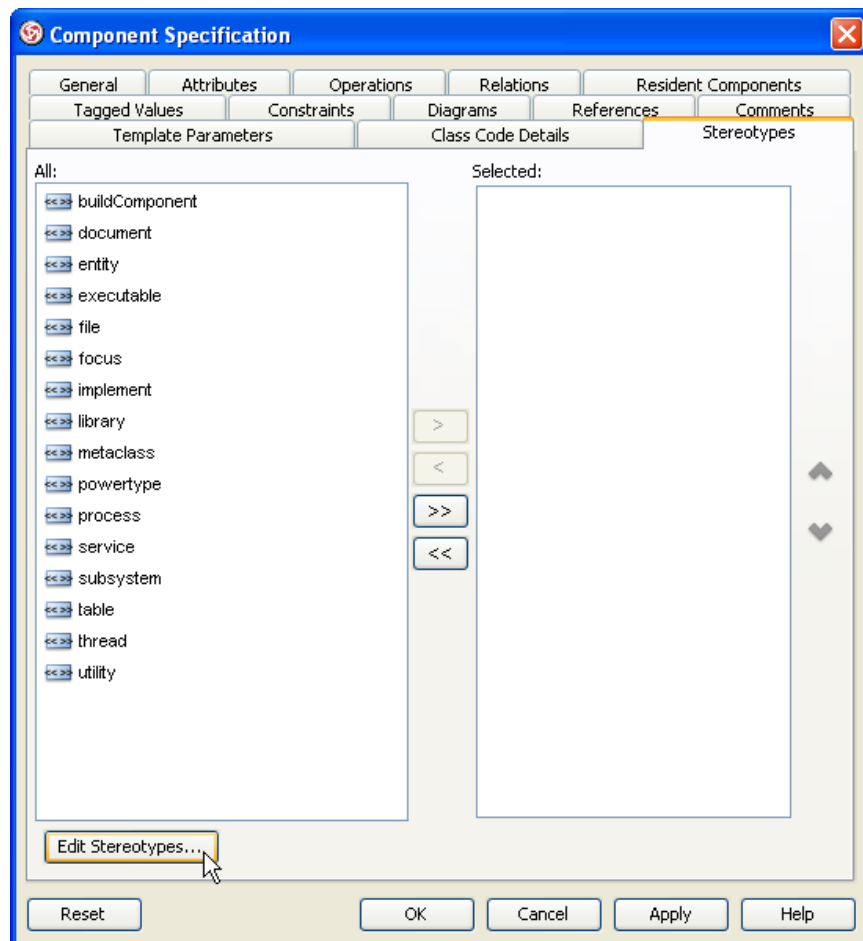 Component Specification
General Attributes Operations Relations Resident Components
Tagged Values Constraints Diagrams References Comments
Template Parameters Class Code Details Stereotypes
All: Selected:
<<>> buildComponent
<<>> document
<<>> entity
<<>> executable
<<>> file
<<>> focus
<<>> implement
<<>> library
<<>> metaclass
<<>> powertype
<<>> process
<<>> service
<<>> subsystem
<<>> table
<<>> thread
<<>> utility
>
<
>>
<<
Edit Stereotypes...
Reset OK Cancel Apply Help